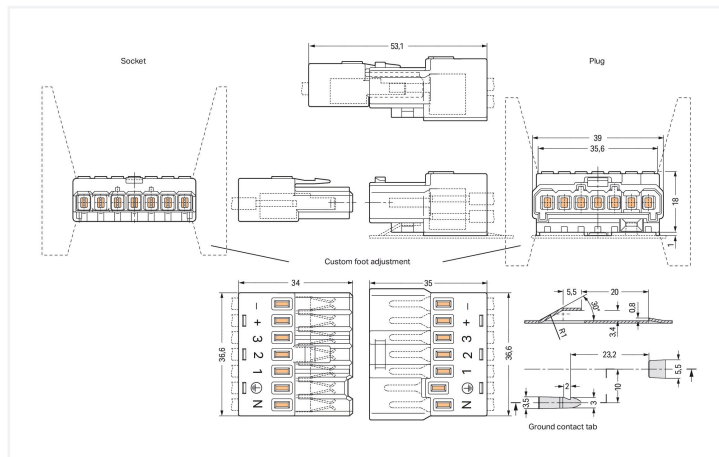 53,1
Socket
Plug
39
35,6
18
1
Custom foot adjustment
34
35
36,6
− + 3 2 1 N
− + 3 2 1 N
36,6
5,5
20
30°
0,8
R1
3,4
23,2
5,5
2
10
3,5
3
Ground contact tab